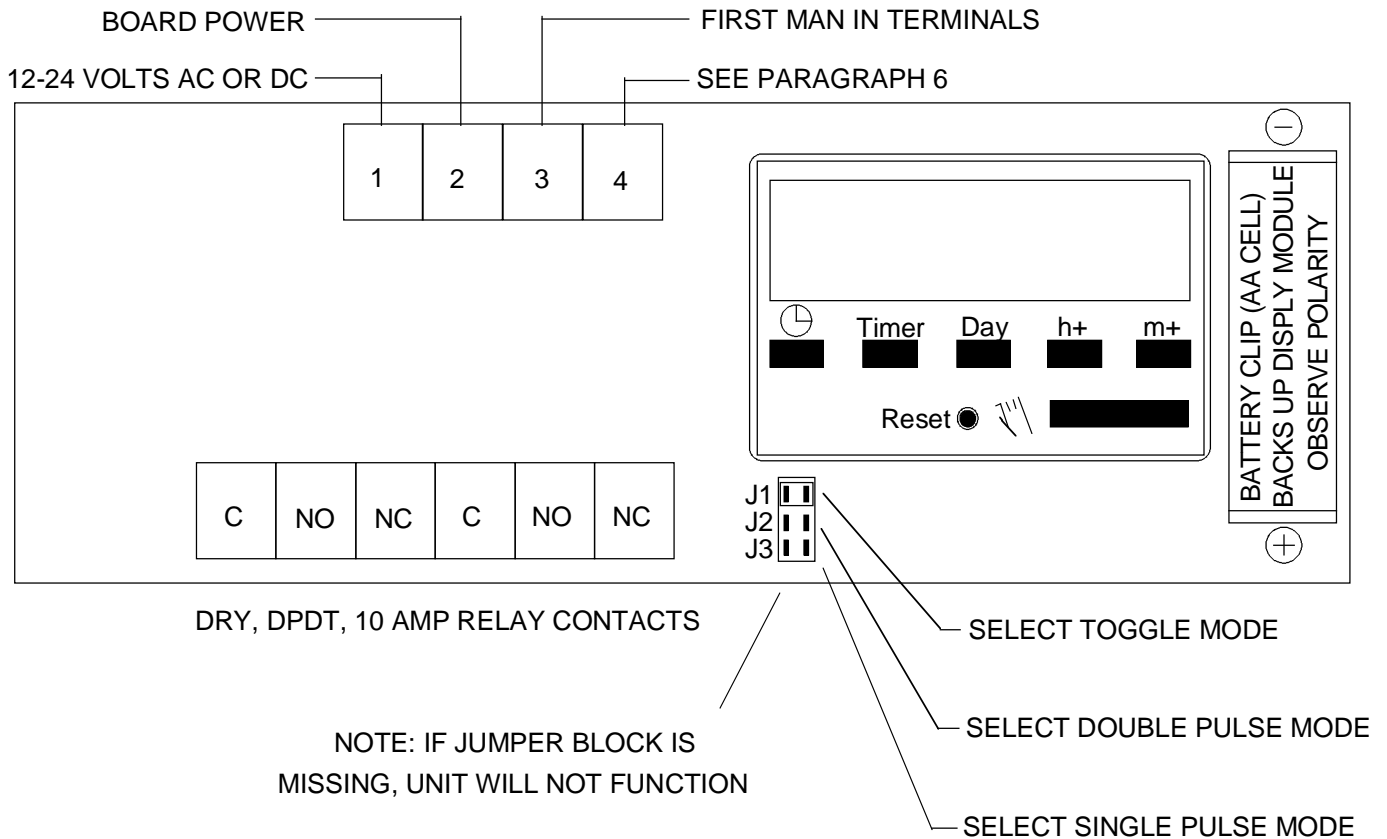 BOARD POWER
FIRST MAN IN TERMINALS
12-24 VOLTS AC OR DC
SEE PARAGRAPH 6
1 2 3 4
BATTERY CLIP (AA CELL)
BACKS UP DISPLY MODULE
OBSERVE POLARITY
Timer Day h+ m+
Reset
C NO NC C NO NC
J1
J2
J3
DRY, DPDT, 10 AMP RELAY CONTACTS
SELECT TOGGLE MODE
SELECT DOUBLE PULSE MODE
NOTE: IF JUMPER BLOCK IS
MISSING, UNIT WILL NOT FUNCTION
SELECT SINGLE PULSE MODE